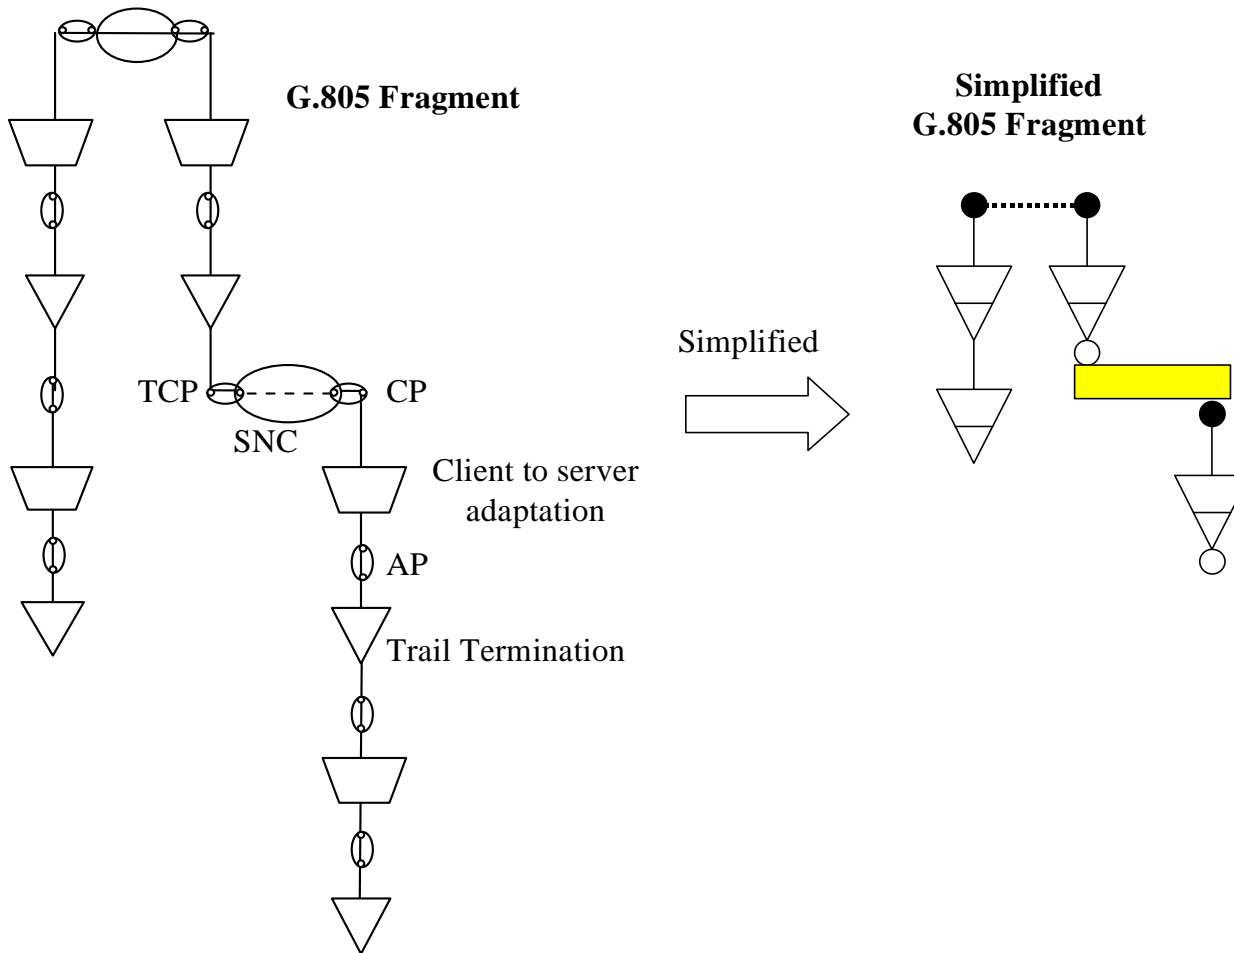 G.805 Fragment
Simplified
G.805 Fragment
Simplified
TCP
CP
SNC
Client to server
adaptation
AP
Trail Termination